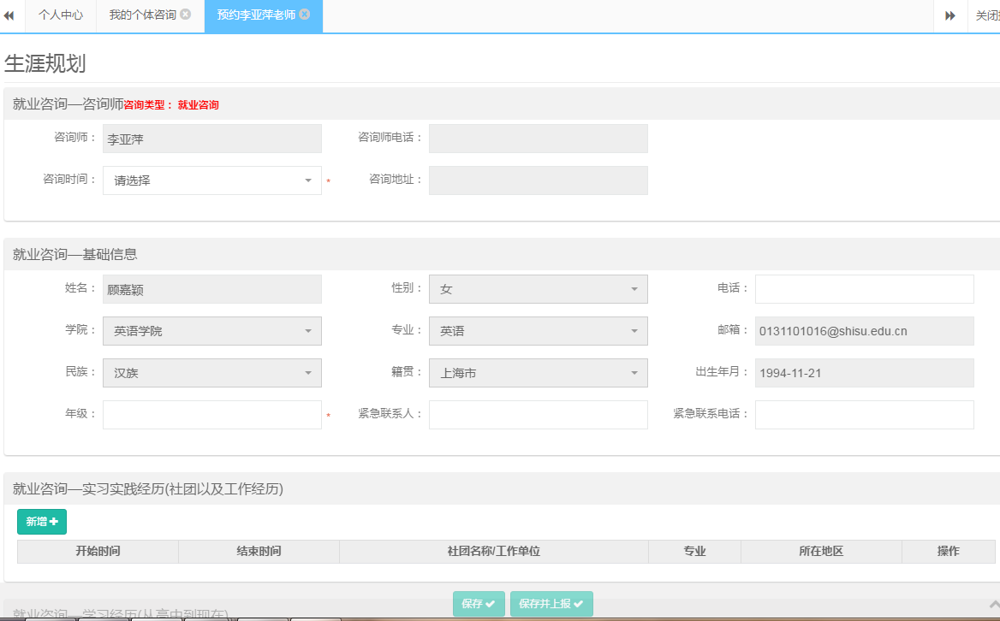 个人中心 我的个体咨询 预约李亚萍老师 关闭
生涯规划
就业咨询—咨询师咨询类型： 就业咨询
咨询师： 李亚萍 咨询师电话：
咨询时间： 请选择 * 咨询地址：
就业咨询—基础信息
姓名： 顾嘉颖 性别： 女 电话：
学院： 英语学院 专业： 英语 邮箱： 0131101016@shisu.edu.cn
民族： 汉族 籍贯： 上海市 出生年月： 1994-11-21
年级： * 紧急联系人： 紧急联系电话：
就业咨询—实习实践经历(社团以及工作经历)
新增
开始时间 结束时间 社团名称/工作单位 专业 所在地区 操作
保存 保存并上报
就业咨询—学习经历(从高中到现在)